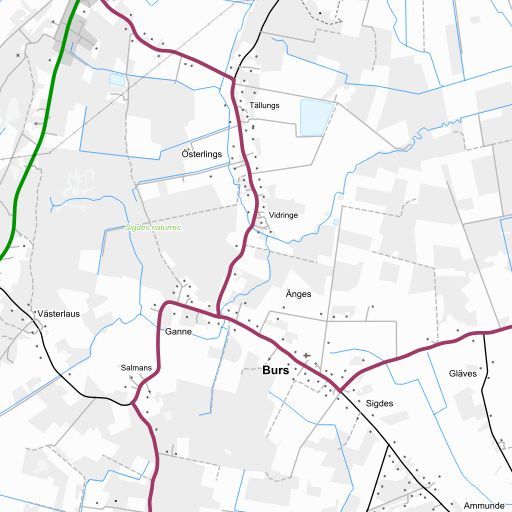 Tällungs
Österlings
Vidringe
Sigdes naturres.
Änges
Västerlaus
Ganne
Salmans
Burs
Gläves
Sigdes
Ammunde